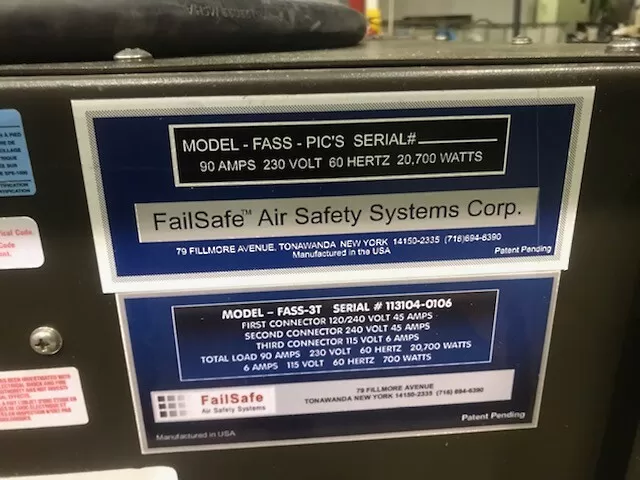 MODEL - FASS - PIC'S SERIAL#
90 AMPS 230 VOLT 60 HERTZ 20,700 WATTS
FailSafe™ Air Safety Systems Corp.
79 FILLMORE AVENUE, TONAWANDA NEW YORK 14150-2335 (716)694-6390
Manufactured in the USA
Patent Pending
MODEL - FASS-3T SERIAL # 113104-0106
FIRST CONNECTOR 120/240 VOLT 45 AMPS
SECOND CONNECTOR 240 VOLT 45 AMPS
THIRD CONNECTOR 115 VOLT 6 AMPS
TOTAL LOAD 90 AMPS 230 VOLT 60 HERTZ 20,700 WATTS
6 AMPS 115 VOLT 60 HERTZ 700 WATTS
FailSafe
Air Safety Systems
79 FILLMORE AVENUE
TONAWANDA NEW YORK 14150-2335 (716) 694-6390
Patent Pending
Manufactured in USA
Code